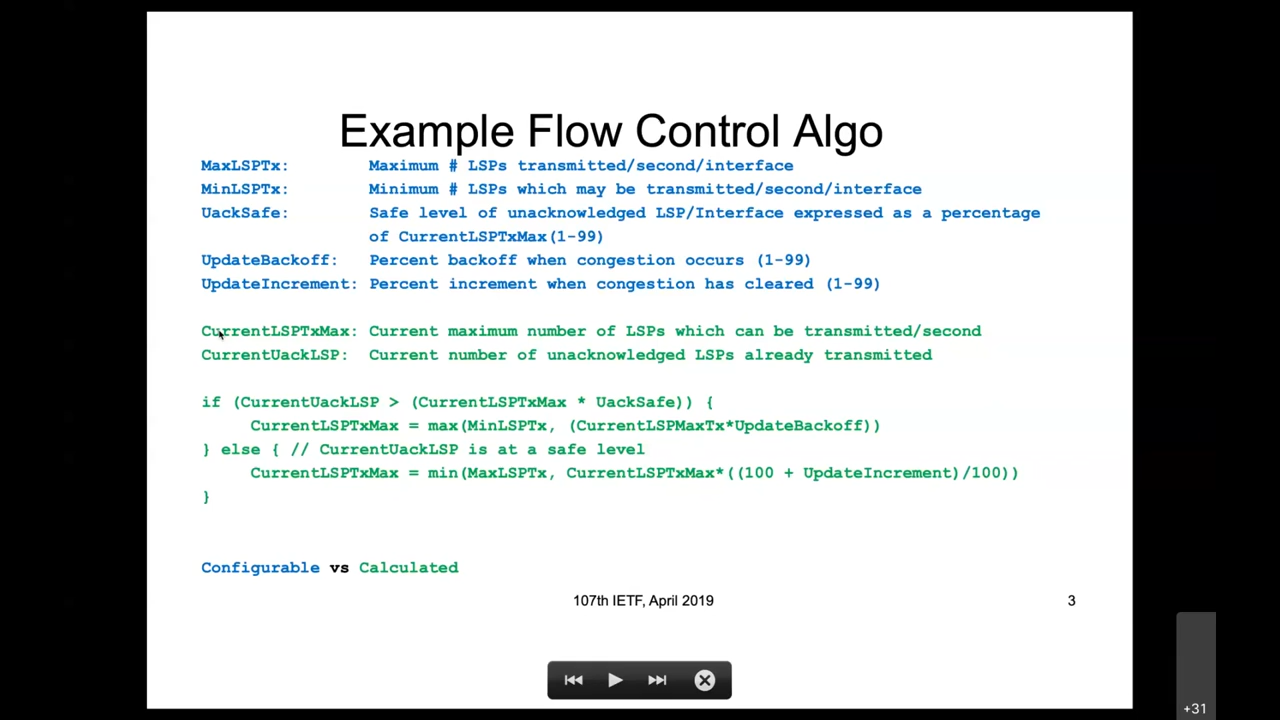 Example Flow Control Algo
MaxLSPTx: Maximum # LSPs transmitted/second/interface
MinLSPTx: Minimum # LSPs which may be transmitted/second/interface
UackSafe: Safe level of unacknowledged LSP/Interface expressed as a percentage
of CurrentLSPTxMax(1-99)
UpdateBackoff: Percent backoff when congestion occurs (1-99)
UpdateIncrement: Percent increment when congestion has cleared (1-99)
CurrentLSPTxMax: Current maximum number of LSPs which can be transmitted/second
CurrentUackLSP: Current number of unacknowledged LSPs already transmitted
if (CurrentUackLSP > (CurrentLSPTxMax * UackSafe)) {
CurrentLSPTxMax = max(MinLSPTx, (CurrentLSPMaxTx*UpdateBackoff))
} else { // CurrentUackLSP is at a safe level
CurrentLSPTxMax = min(MaxLSPTx, CurrentLSPTxMax*((100 + UpdateIncrement)/100))
}
Configurable vs Calculated
107th IETF, April 2019 3
+31